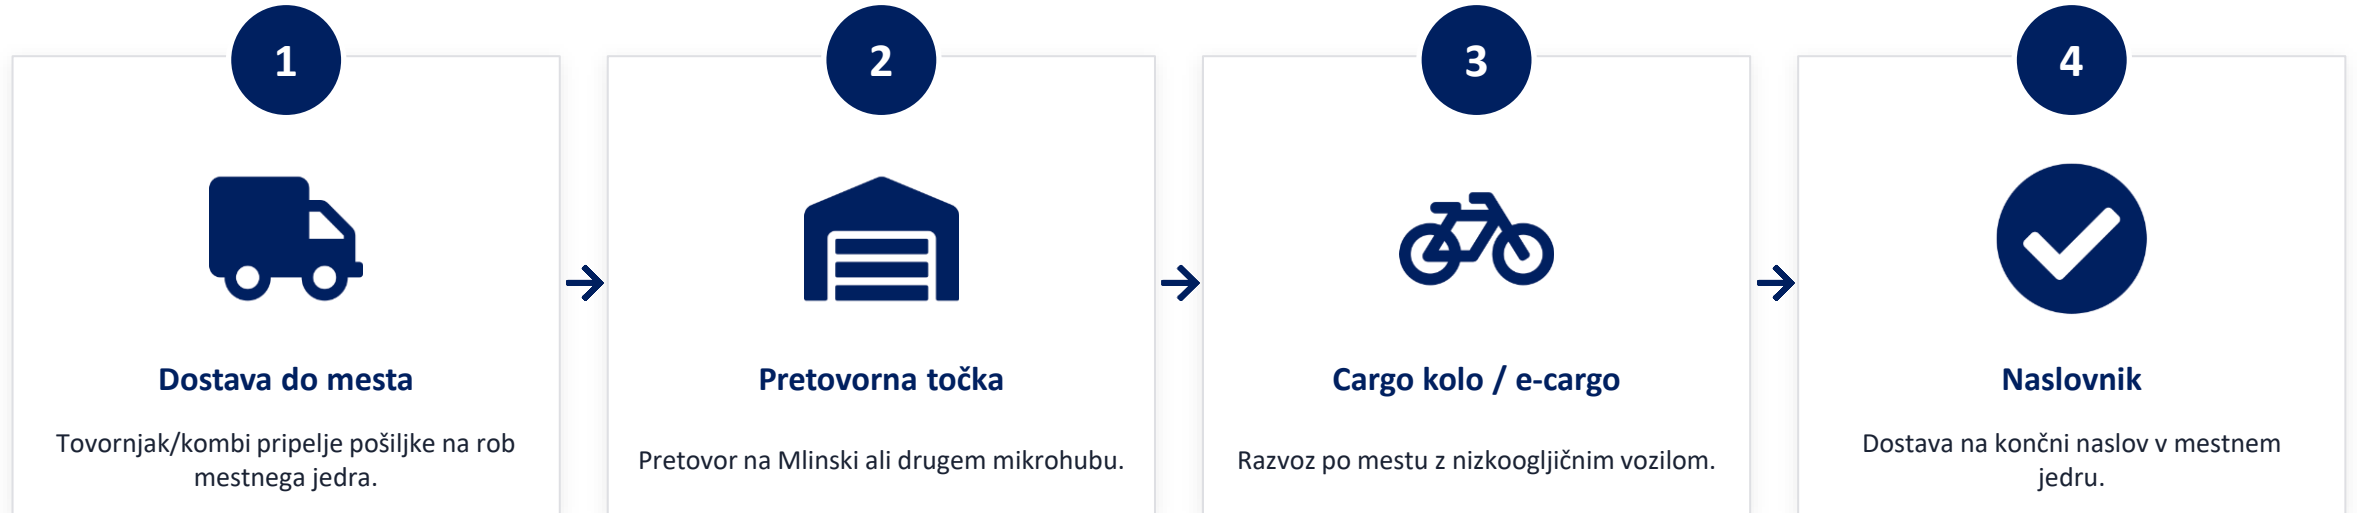 1
Dostava do mesta
Tovornjak/kombi pripelje pošiljke na rob
mestnega jedra.
2
Pretovorna točka
Pretovor na Mlinski ali drugem mikrohubu.
3
Cargo kolo / e-cargo
Razvoz po mestu z nizkoogljičnim vozilom.
4
Naslovnik
Dostava na končni naslov v mestnem
jedru.